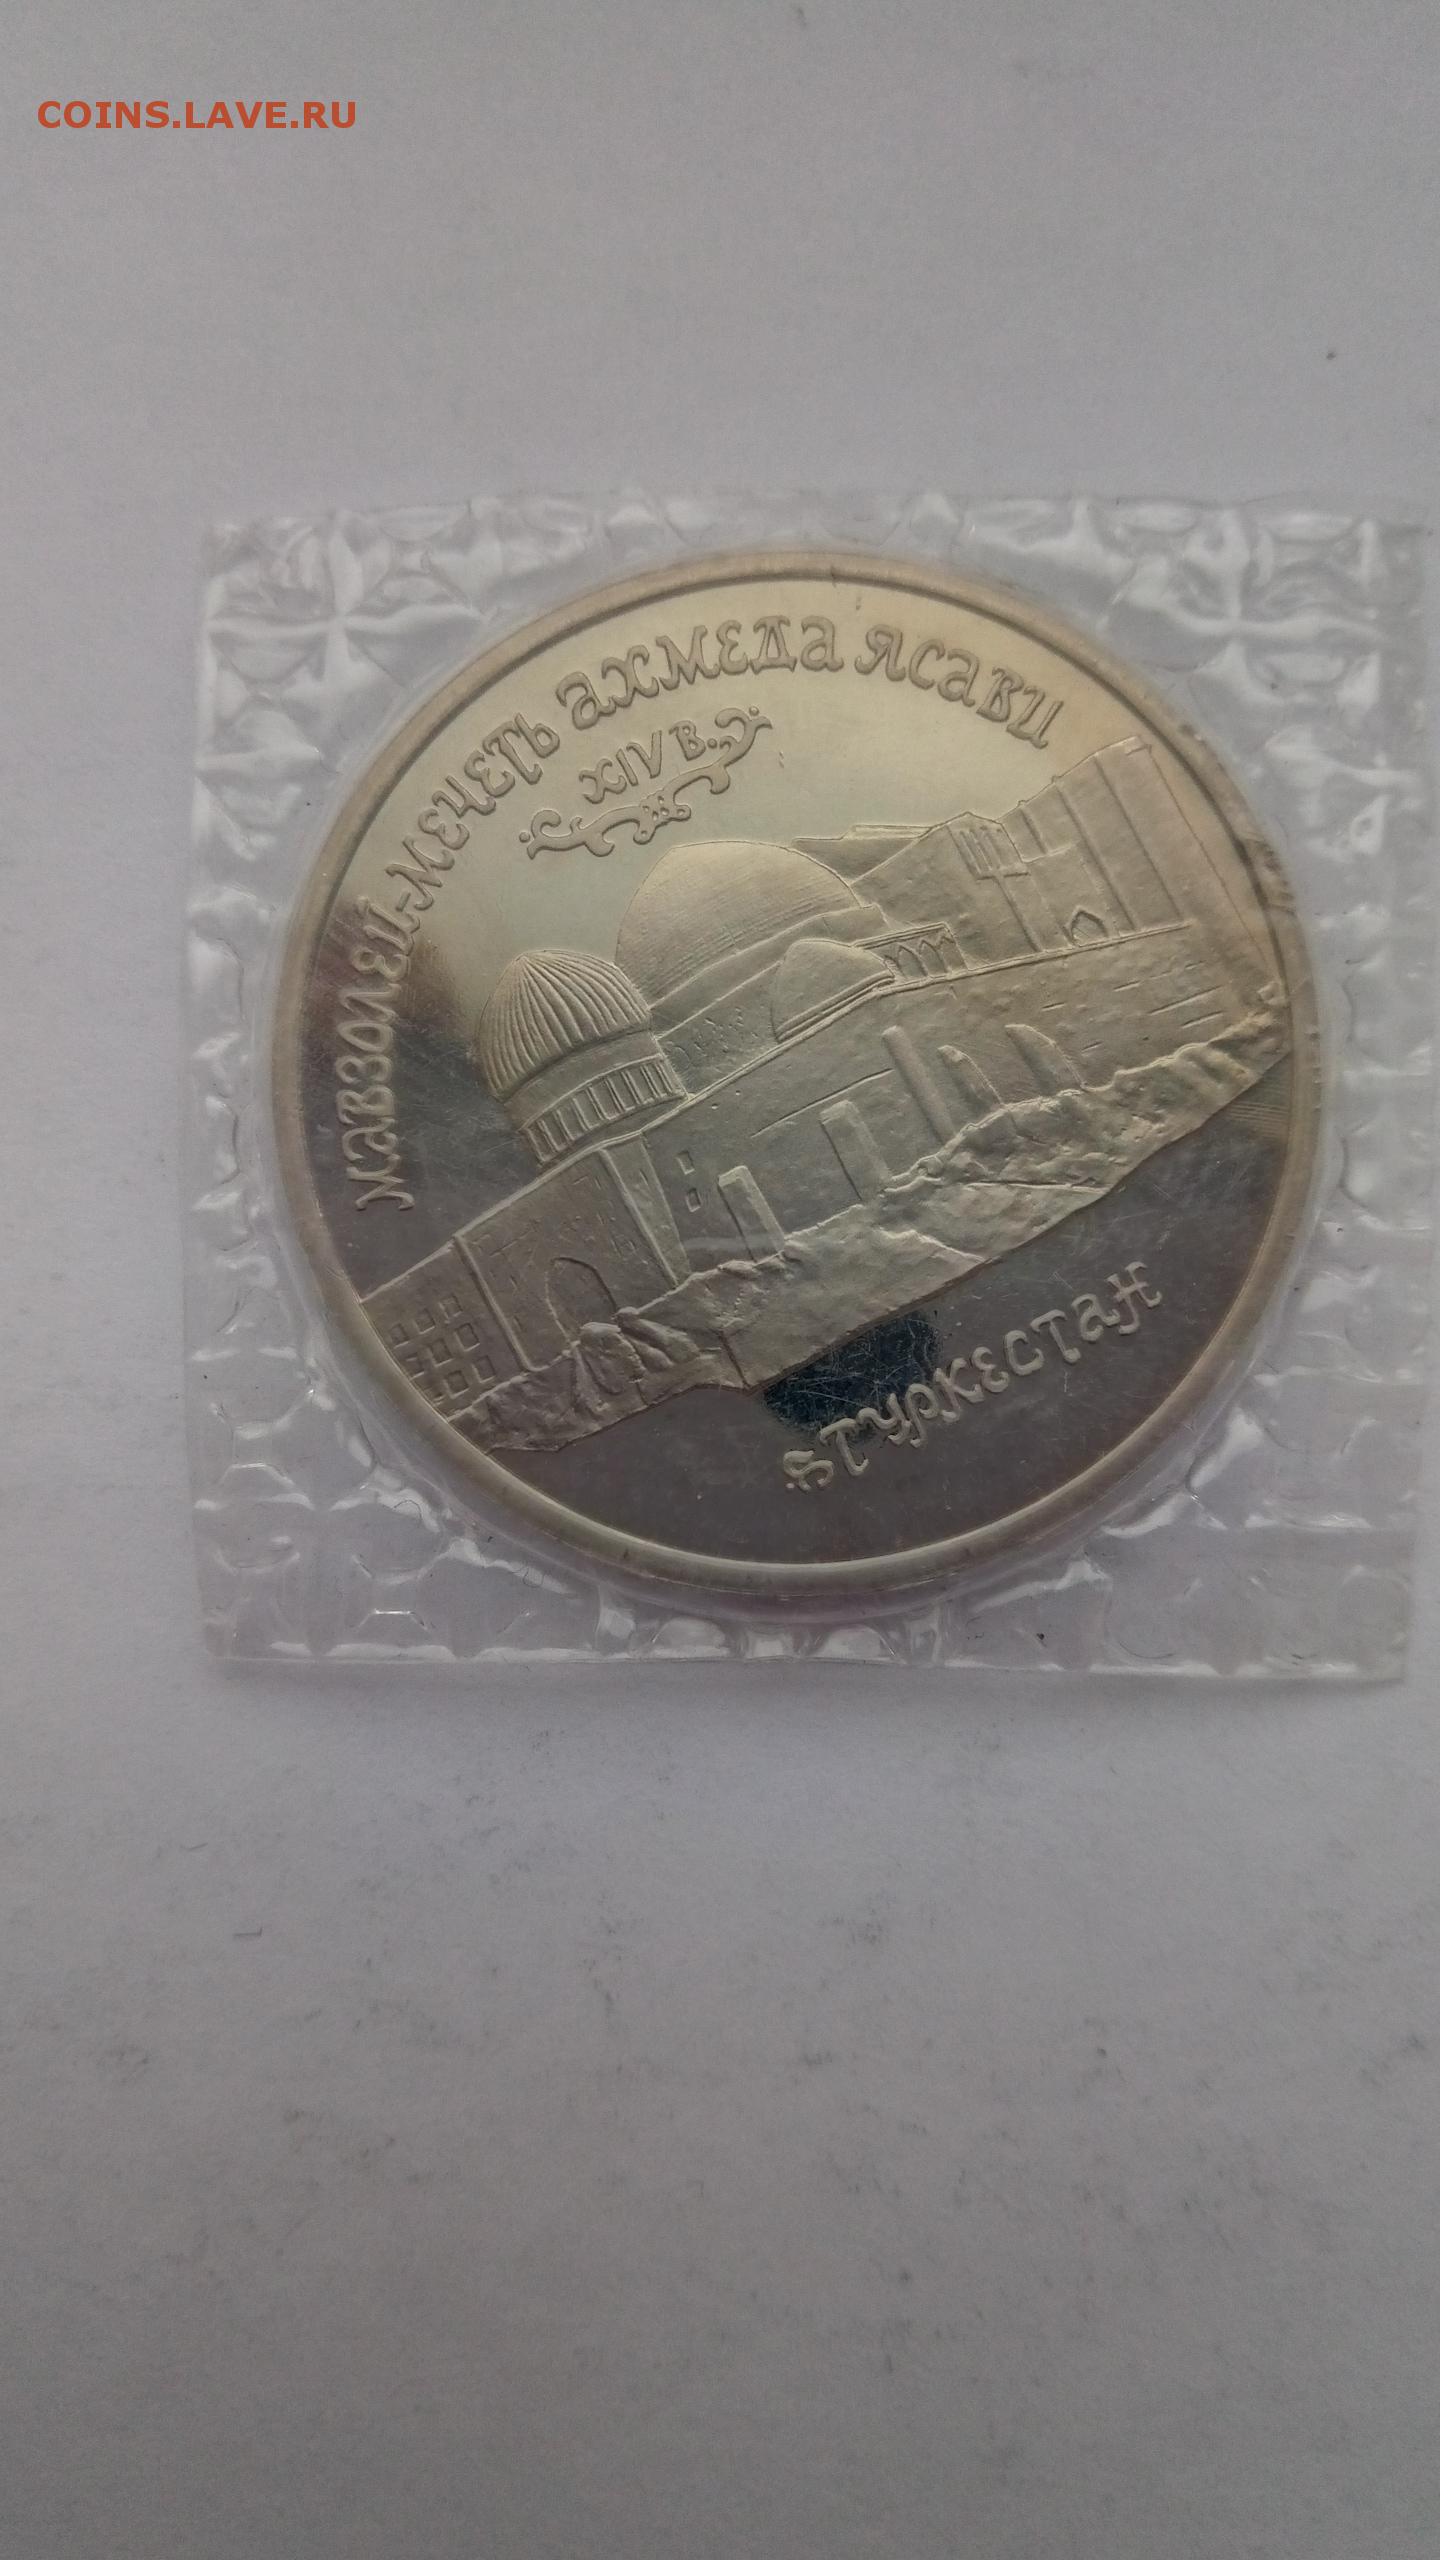 COINS.LAVE.RU
МАВЗОЛЕЙ-МЕЧЕТЬ АХМЕДА ЯСАВИ
XIV В.
Г.ТУРКЕСТАН